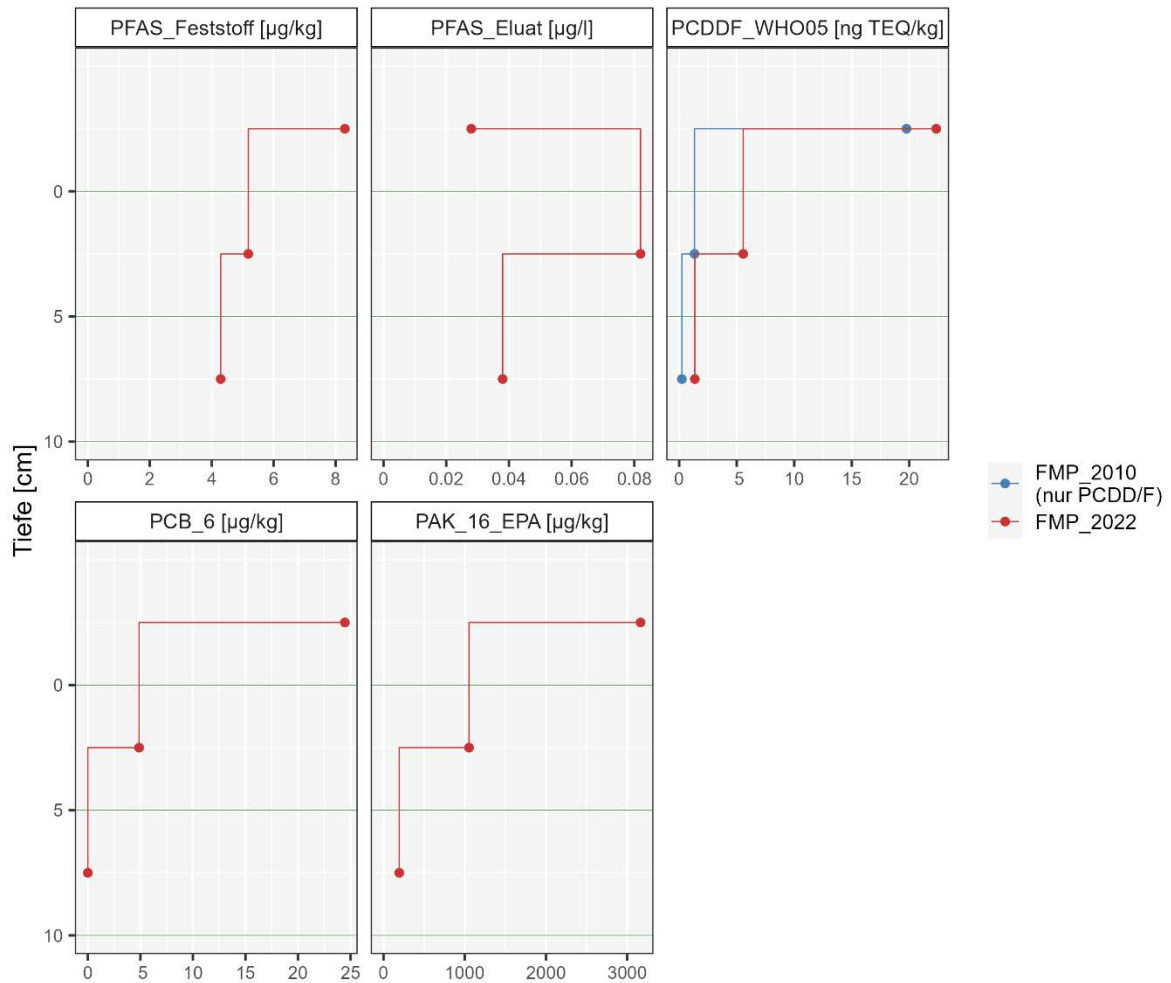 PFAS_Feststoff [µg/kg]
PFAS_Eluat [µg/l]
PCDDF_WHO05 [ng TEQ/kg]
0
5
10
0 2 4 6 8
0 0.02 0.04 0.06 0.08
0 5 10 15 20
Tiefe [cm]
PCB_6 [µg/kg]
PAK_16_EPA [µg/kg]
0
5
10
0 5 10 15 20 25
0 1000 2000 3000
FMP_2010
(nur PCDD/F)
FMP_2022